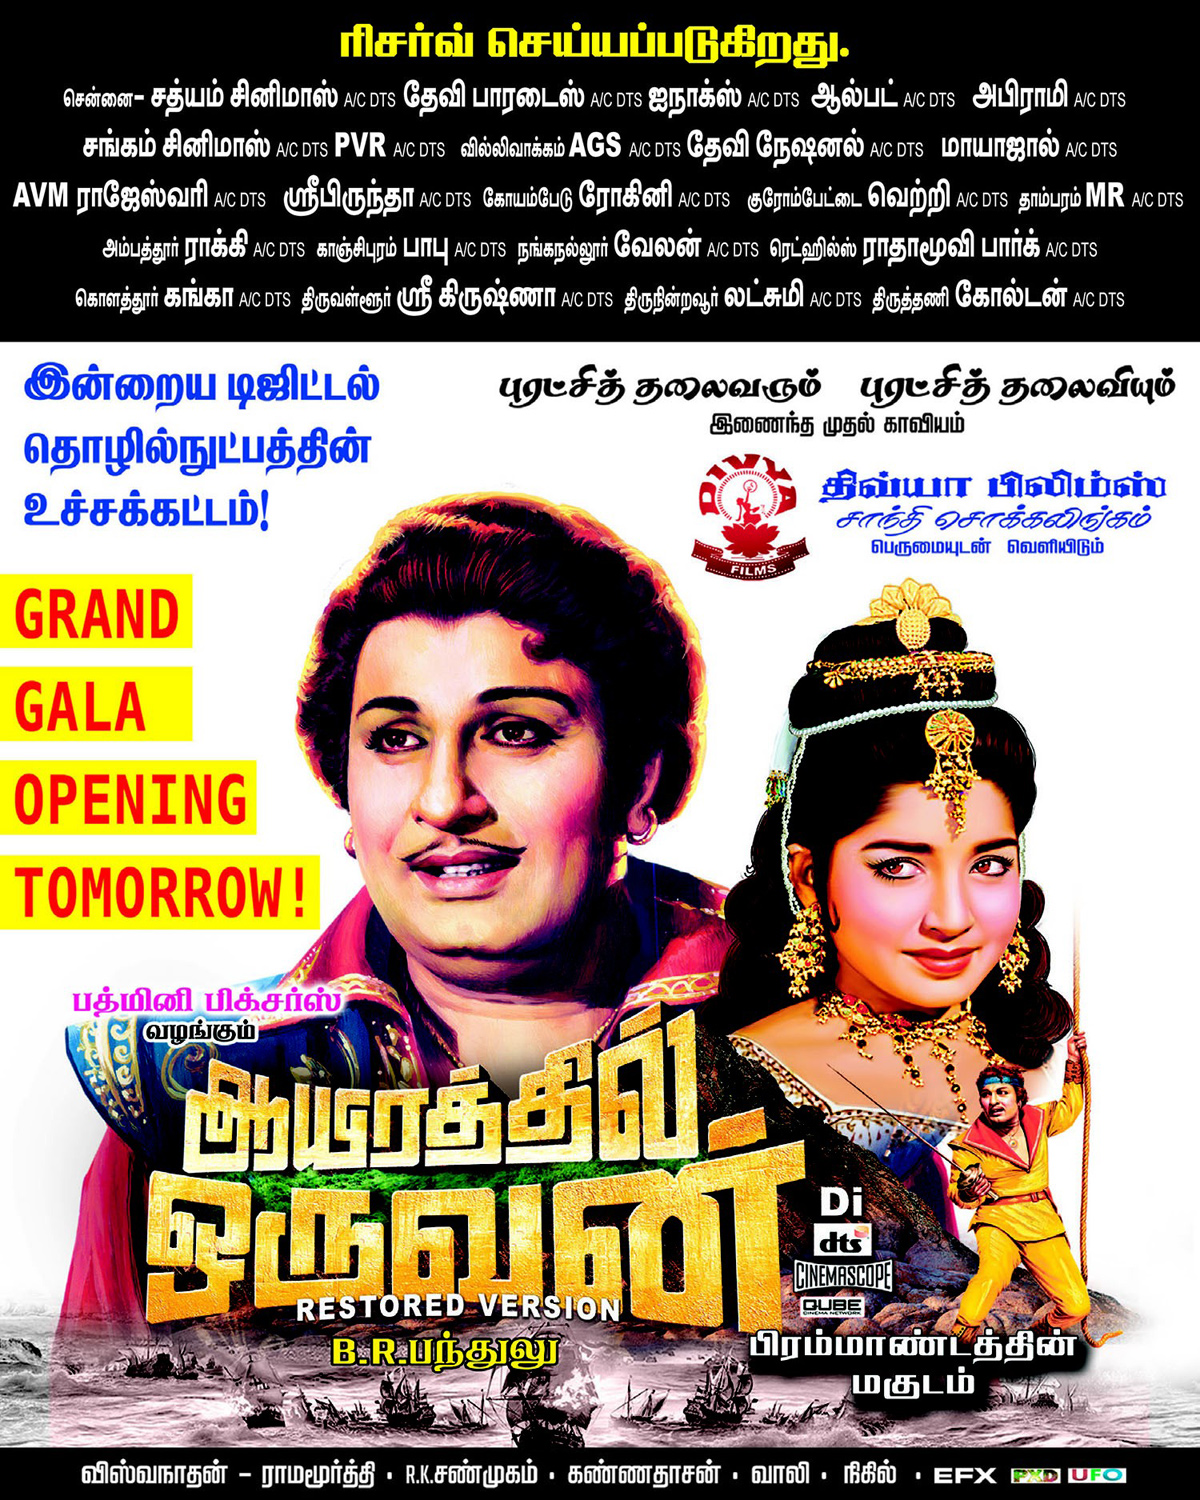 ரிசர்வ் செய்யப்படுகிறது.
சென்னை- சத்யம் சினிமாஸ் A/C DTS தேவி பாரடைஸ் A/C DTS ஐநாக்ஸ் A/C DTS ஆல்பட் A/C DTS அபிராமி A/C DTS
சங்கம் சினிமாஸ் A/C DTS PVR A/C DTS வில்லிவாக்கம் AGS A/C DTS தேவி நேஷனல் A/C DTS மாயாஜால் A/C DTS
AVM ராஜேஸ்வரி A/C DTS ஸ்ரீபிருந்தா A/C DTS கோயம்பேடு ரோகினி A/C DTS குரோம்பேட்டை வெற்றி A/C DTS தாம்பரம் MR A/C DTS
அம்பத்தூர் ராக்கி A/C DTS காஞ்சிபுரம் பாபு A/C DTS நங்கநல்லூர் வேலன் A/C DTS ரெட்ஹில்ஸ் ராதாமூவி பார்க் A/C DTS
கொளத்தூர் கங்கா A/C DTS திருவள்ளூர் ஸ்ரீ கிருஷ்ணா A/C DTS திருநின்றவூர் லட்சுமி A/C DTS திருத்தணி கோல்டன் A/C DTS
இன்றைய டிஜிட்டல்
தொழில்நுட்பத்தின்
உச்சக்கட்டம்!
புரட்சித் தலைவரும் புரட்சித் தலைவியும்
இணைந்த முதல் காவியம்
DIVYA
FILMS
திவ்யா பிலிம்ஸ்
சாந்தி சொக்கலிங்கம்
பெருமையுடன் வெளியிடும்
GRAND
GALA
OPENING
TOMORROW!
பத்மினி பிக்சர்ஸ்
வழங்கும்
ஆயிரத்தில்
ஒருவன்
RESTORED VERSION
B.R.பந்துலு
Di
dts
CINEMASCOPE
QUBE
CINEMA NETWORK
பிரம்மாண்டத்தின்
மகுடம்
விஸ்வநாதன் - ராமமூர்த்தி · R.K.சண்முகம் · கண்ணதாசன் · வாலி · நிகில் · EFX PXD UFO